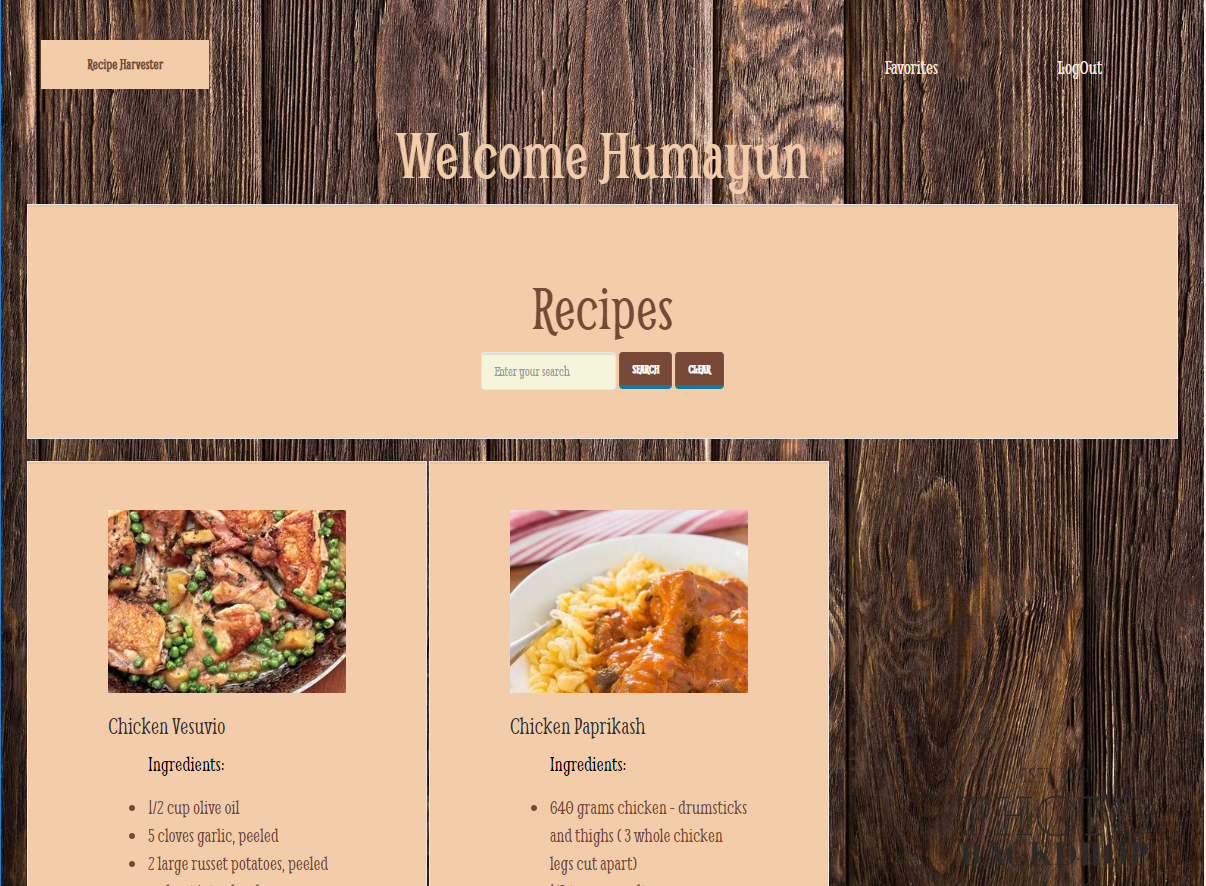 Recipe Harvester
Favorites
LogOut
Welcome Humayun
Recipes
Enter your search
SEARCH
CLEAR
Chicken Vesuvio
Ingredients:
1/2 cup olive oil
5 cloves garlic, peeled
2 large russet potatoes, peeled
Chicken Paprikash
Ingredients:
640 grams chicken - drumsticks
and thighs ( 3 whole chicken
legs cut apart)